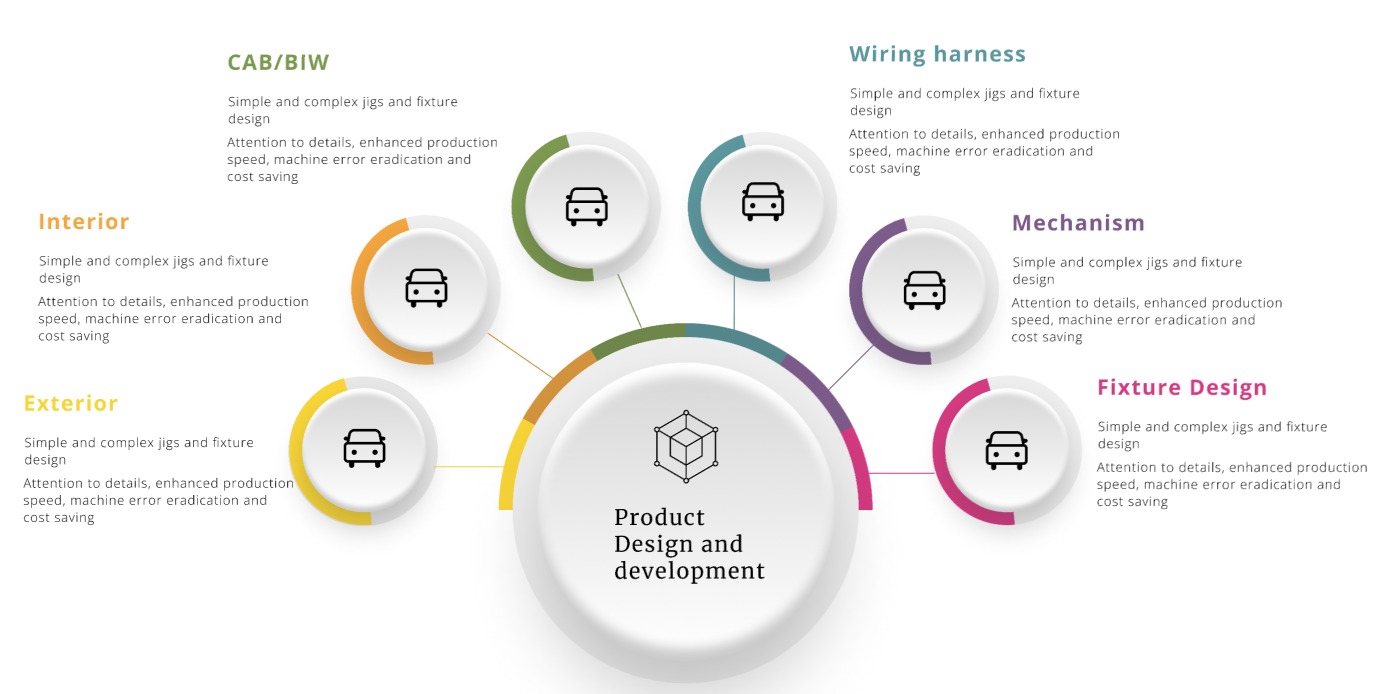 CAB/BIW
Simple and complex jigs and fixture
design
Attention to details, enhanced production
speed, machine error eradication and
cost saving
Wiring harness
Simple and complex jigs and fixture
design
Attention to details, enhanced production
speed, machine error eradication and
cost saving
Interior
Simple and complex jigs and fixture
design
Attention to details, enhanced production
speed, machine error eradication and
cost saving
Mechanism
Simple and complex jigs and fixture
design
Attention to details, enhanced production
speed, machine error eradication and
cost saving
Exterior
Simple and complex jigs and fixture
design
Attention to details, enhanced production
speed, machine error eradication and
cost saving
Fixture Design
Simple and complex jigs and fixture
design
Attention to details, enhanced production
speed, machine error eradication and
cost saving
Product
Design and
development